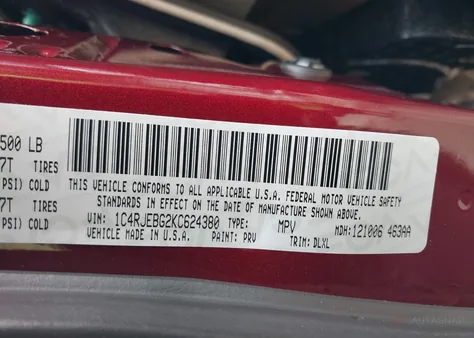 500 LB
7T TIRES
PSI) COLD
7T TIRES
PSI) COLD
THIS VEHICLE CONFORMS TO ALL APPLICABLE U.S.A. FEDERAL MOTOR VEHICLE SAFETY
STANDARDS IN EFFECT ON THE DATE OF MANUFACTURE SHOWN ABOVE.
VIN: 1C4RJEBG2KC624380 TYPE: MPV MDH:121006 463AA
VEHICLE MADE IN U.S.A. PAINT: PRV TRIM: DLXL